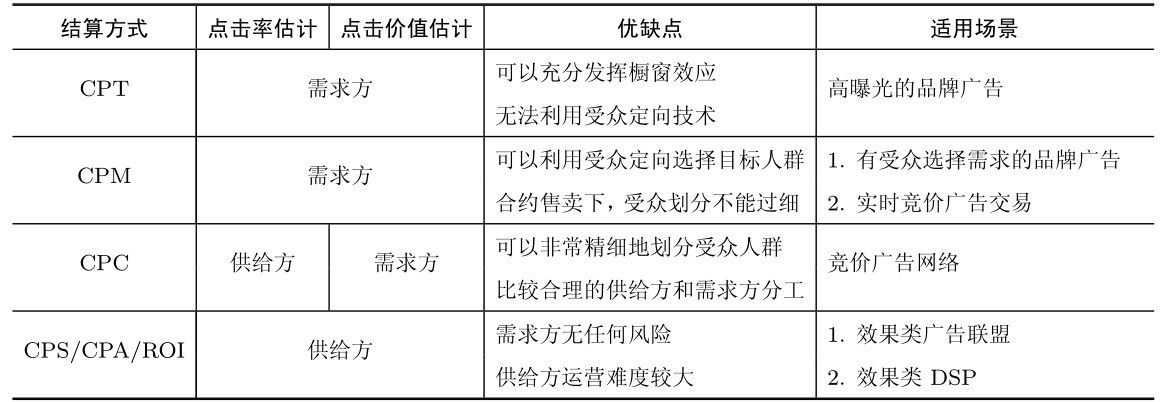 结算方式 点击率估计 点击价值估计 优缺点 适用场景
CPT 需求方 可以充分发挥橱窗效应 高曝光的品牌广告
无法利用受众定向技术
CPM 需求方 可以利用受众定向选择目标人群 1. 有受众选择需求的品牌广告
合约售卖下，受众划分不能过细 2. 实时竞价广告交易
CPC 供给方 需求方 可以非常精细地划分受众人群 竞价广告网络
比较合理的供给方和需求方分工
CPS/CPA/ROI 供给方 需求方无任何风险 1. 效果类广告联盟
供给方运营难度较大 2. 效果类 DSP